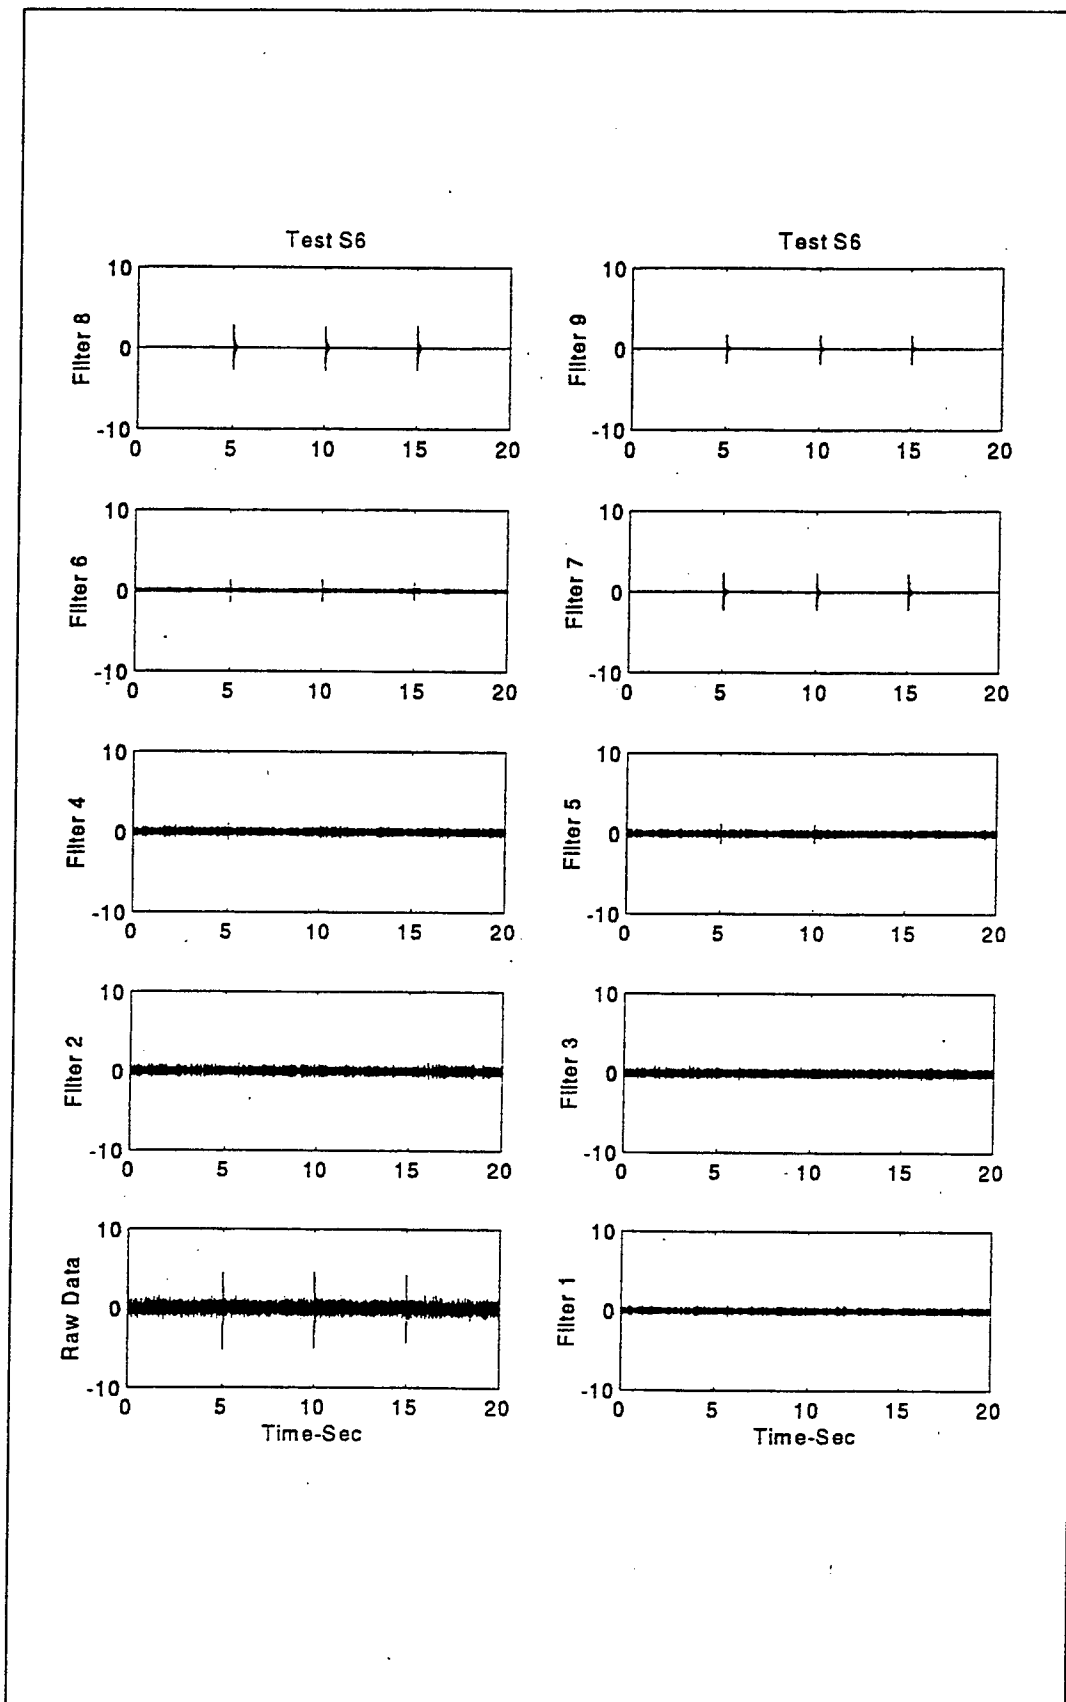 Test S6
Test S6
10
0
-10
Filter 8
0 5 10 15 20
10
0
-10
Filter 9
0 5 10 15 20
10
0
-10
Filter 6
0 5 10 15 20
10
0
-10
Filter 7
0 5 10 15 20
10
0
-10
Filter 4
0 5 10 15 20
10
0
-10
Filter 5
0 5 10 15 20
10
0
-10
Filter 2
0 5 10 15 20
10
0
-10
Filter 3
0 5 10 15 20
10
0
-10
Raw Data
0 5 10 15 20
Time-Sec
10
0
-10
Filter 1
0 5 10 15 20
Time-Sec